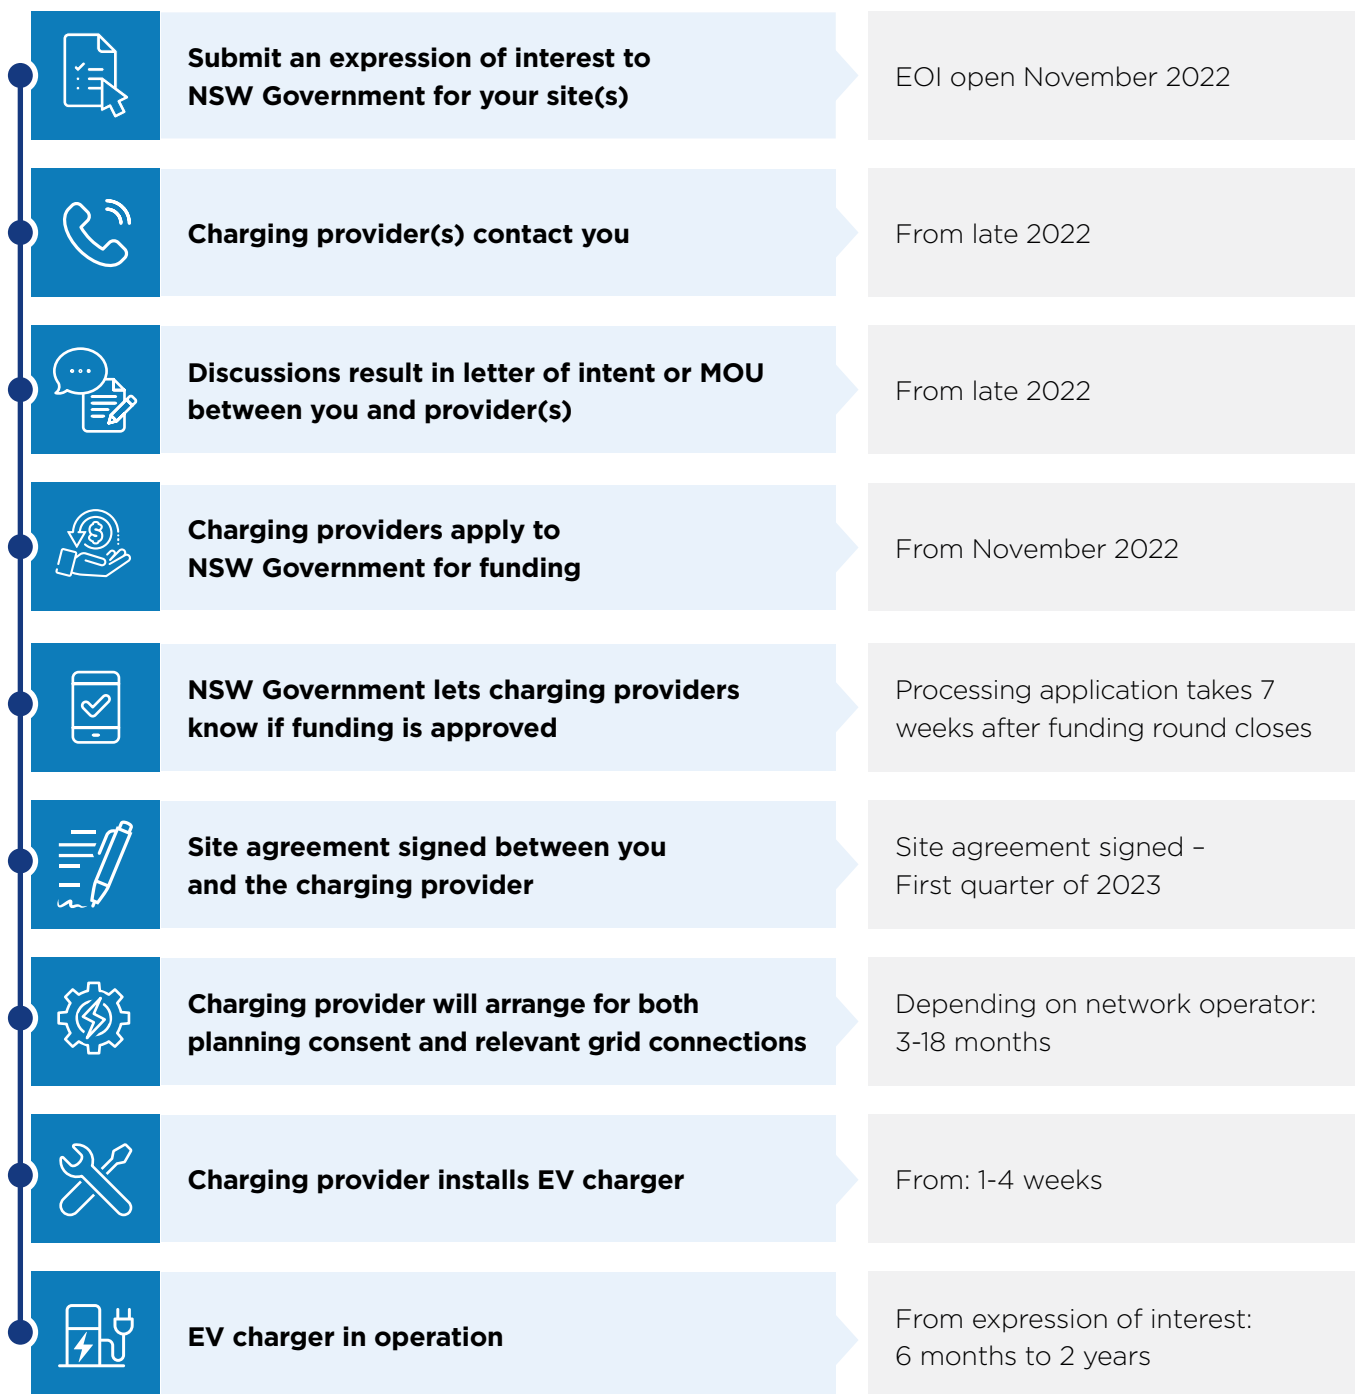 Submit an expression of interest to
NSW Government for your site(s)
EOI open November 2022
Charging provider(s) contact you
From late 2022
Discussions result in letter of intent or MOU
between you and provider(s)
From late 2022
Charging providers apply to
NSW Government for funding
From November 2022
NSW Government lets charging providers
know if funding is approved
Processing application takes 7
weeks after funding round closes
Site agreement signed between you
and the charging provider
Site agreement signed –
First quarter of 2023
Charging provider will arrange for both
planning consent and relevant grid connections
Depending on network operator:
3-18 months
Charging provider installs EV charger
From: 1-4 weeks
EV charger in operation
From expression of interest:
6 months to 2 years